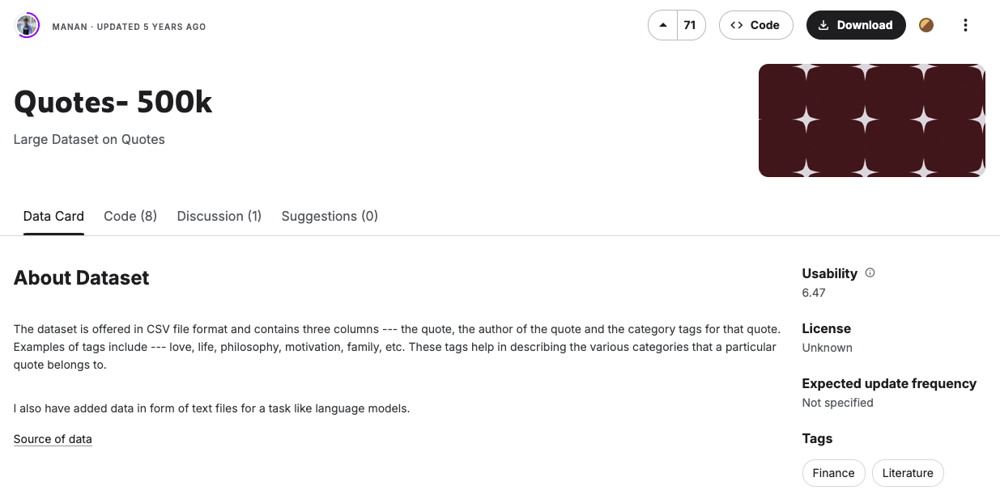 MANAN · UPDATED 5 YEARS AGO
71
Code
Download
Quotes- 500k
Large Dataset on Quotes
Data Card
Code (8)
Discussion (1)
Suggestions (0)
About Dataset
The dataset is offered in CSV file format and contains three columns --- the quote, the author of the quote and the category tags for that quote.
Examples of tags include --- love, life, philosophy, motivation, family, etc. These tags help in describing the various categories that a particular
quote belongs to.
I also have added data in form of text files for a task like language models.
Source of data
Usability
6.47
License
Unknown
Expected update frequency
Not specified
Tags
Finance
Literature